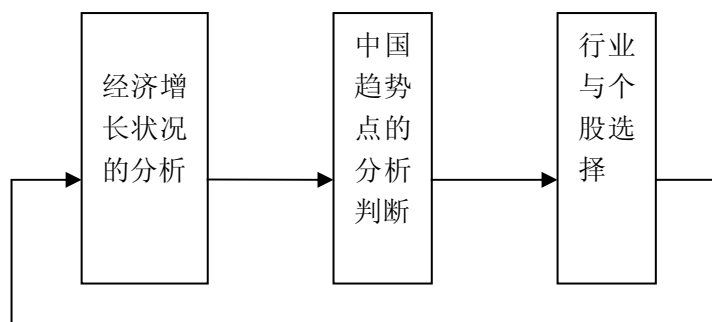 经济增
长状况
的分析
中国
趋势
点的
分析
判断
行业
与个
股选
择